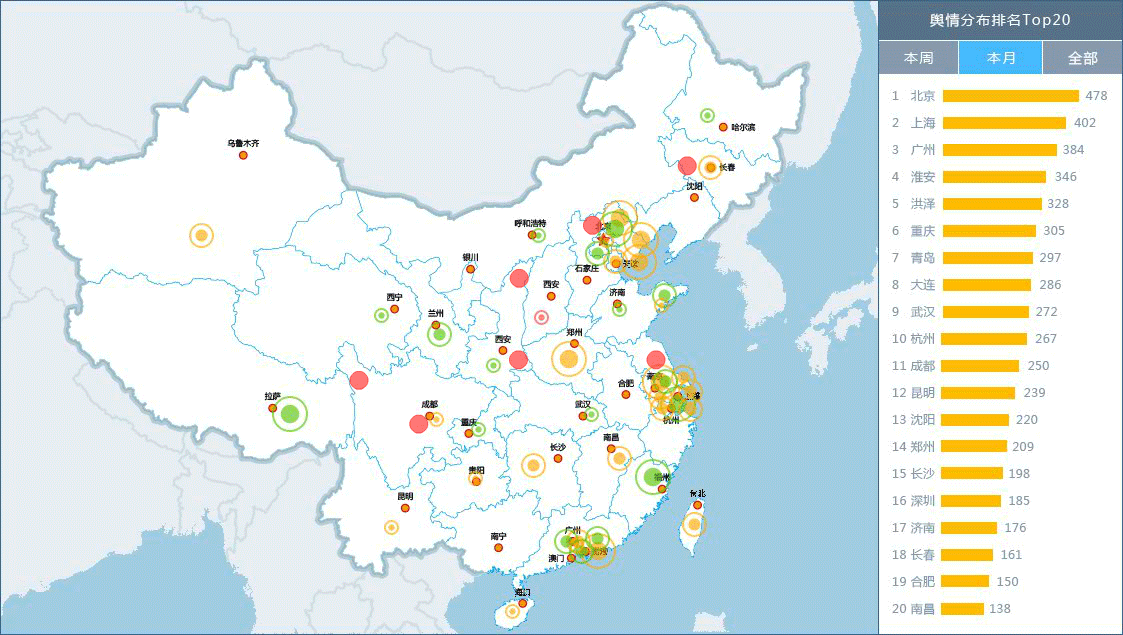 哈尔滨
乌鲁木齐
长春
沈阳
呼和浩特
北京
银川
石家庄
天津
西宁
西安
济南
兰州
郑州
西安
合肥
拉萨
成都
武汉
杭州
重庆
南昌
长沙
贵阳
福州
昆明
台北
广州
南宁
澳门
海口
舆情分布排名Top20
本周 本月 全部
1 北京 478
2 上海 402
3 广州 384
4 淮安 346
5 洪泽 328
6 重庆 305
7 青岛 297
8 大连 286
9 武汉 272
10 杭州 267
11 成都 250
12 昆明 239
13 沈阳 220
14 郑州 209
15 长沙 198
16 深圳 185
17 济南 176
18 长春 161
19 合肥 150
20 南昌 138